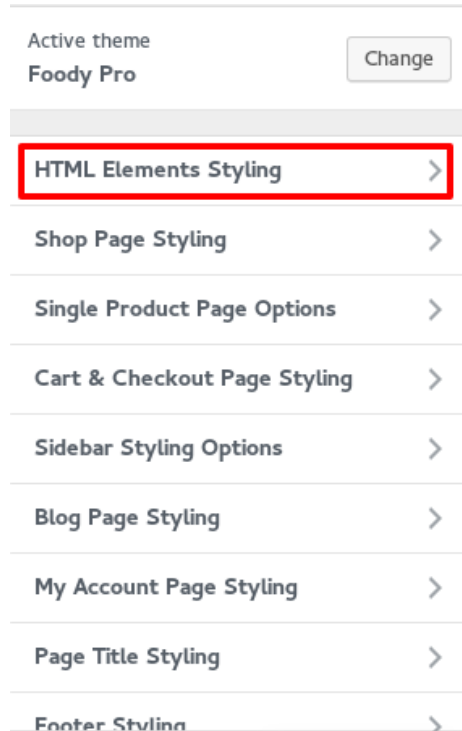 Active theme
Foody Pro
Change
HTML Elements Styling
Shop Page Styling
Single Product Page Options
Cart & Checkout Page Styling
Sidebar Styling Options
Blog Page Styling
My Account Page Styling
Page Title Styling
Footer Styling